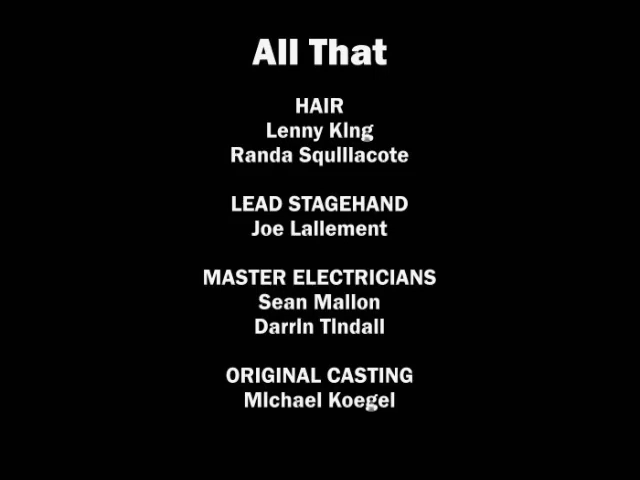 All That
HAIR
Lenny King
Randa Squillacote
LEAD STAGEHAND
Joe Lallement
MASTER ELECTRICIANS
Sean Mallon
Darrin Tindall
ORIGINAL CASTING
Michael Koegel